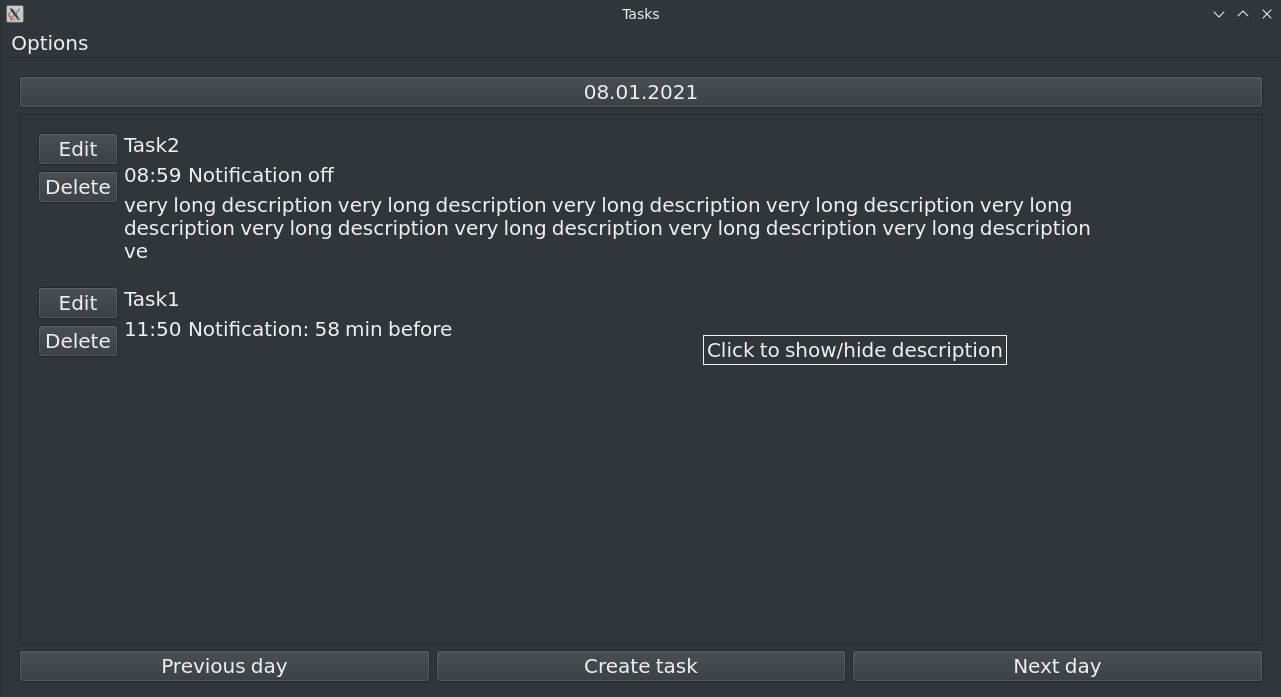 Tasks
Options
08.01.2021
Edit
Task2
08:59 Notification off
Delete
very long description very long description very long description very long description very long
description very long description very long description very long description very long description
ve
Edit
Task1
11:50 Notification: 58 min before
Delete
Click to show/hide description
Previous day
Create task
Next day